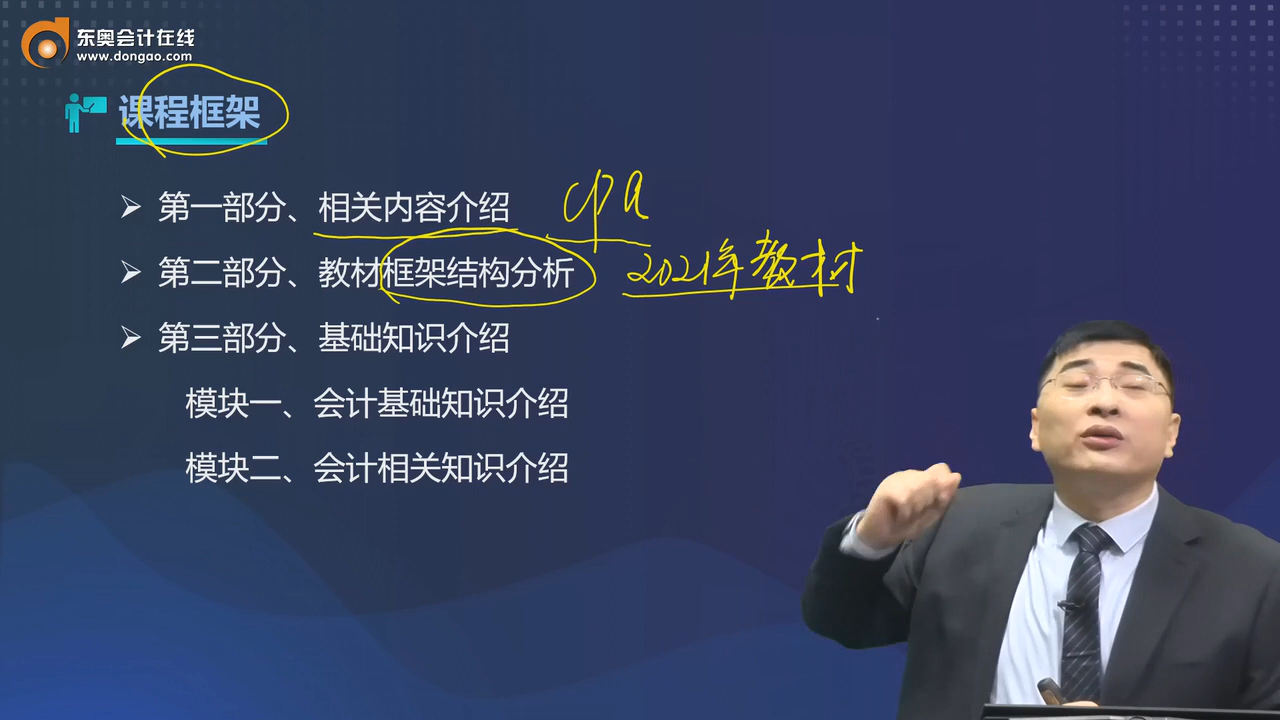 东奥会计在线
www.dongao.com
课程框架
第一部分、相关内容介绍 cpa
第二部分、教材框架结构分析 2021年教材
第三部分、基础知识介绍
模块一、会计基础知识介绍
模块二、会计相关知识介绍